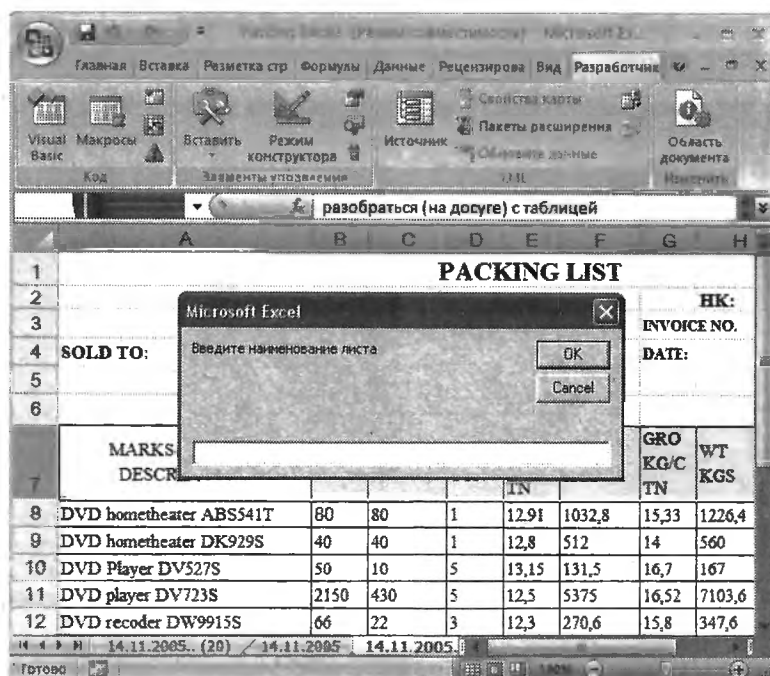 Главная Вставка Разметка стр Формулы Данные Рецензирова Вид Разработчик
Visual Basic
Макросы
Код
Вставить
Режим конструктора
Элементы управления
Источник
Свойства карты
Пакеты расширения
Обновить данные
XML
Область документа
Изменить
разобраться (на досуге) с таблицей
A B C D E F G H
1 PACKING LIST
2 HK:
3 INVOICE NO.
4 SOLD TO: DATE:
5
6
Microsoft Excel
Введите наименование листа
OK
Cancel
7 MARKS
DESCR
TN
GRO KG/C TN
WT KGS
8 DVD hometheater ABS541T 80 80 1 12.91 1032,8 15,33 1226,4
9 DVD hometheater DK929S 40 40 1 12,8 512 14 560
10 DVD Player DV527S 50 10 5 13,15 131,5 16,7 167
11 DVD player DV723S 2150 430 5 12,5 5375 16,52 7103,6
12 DVD recoder DW9915S 66 22 3 12,3 270,6 15,8 347,6
14.11.2005.. (20) 14.11.2005 14.11.2005.
Готово